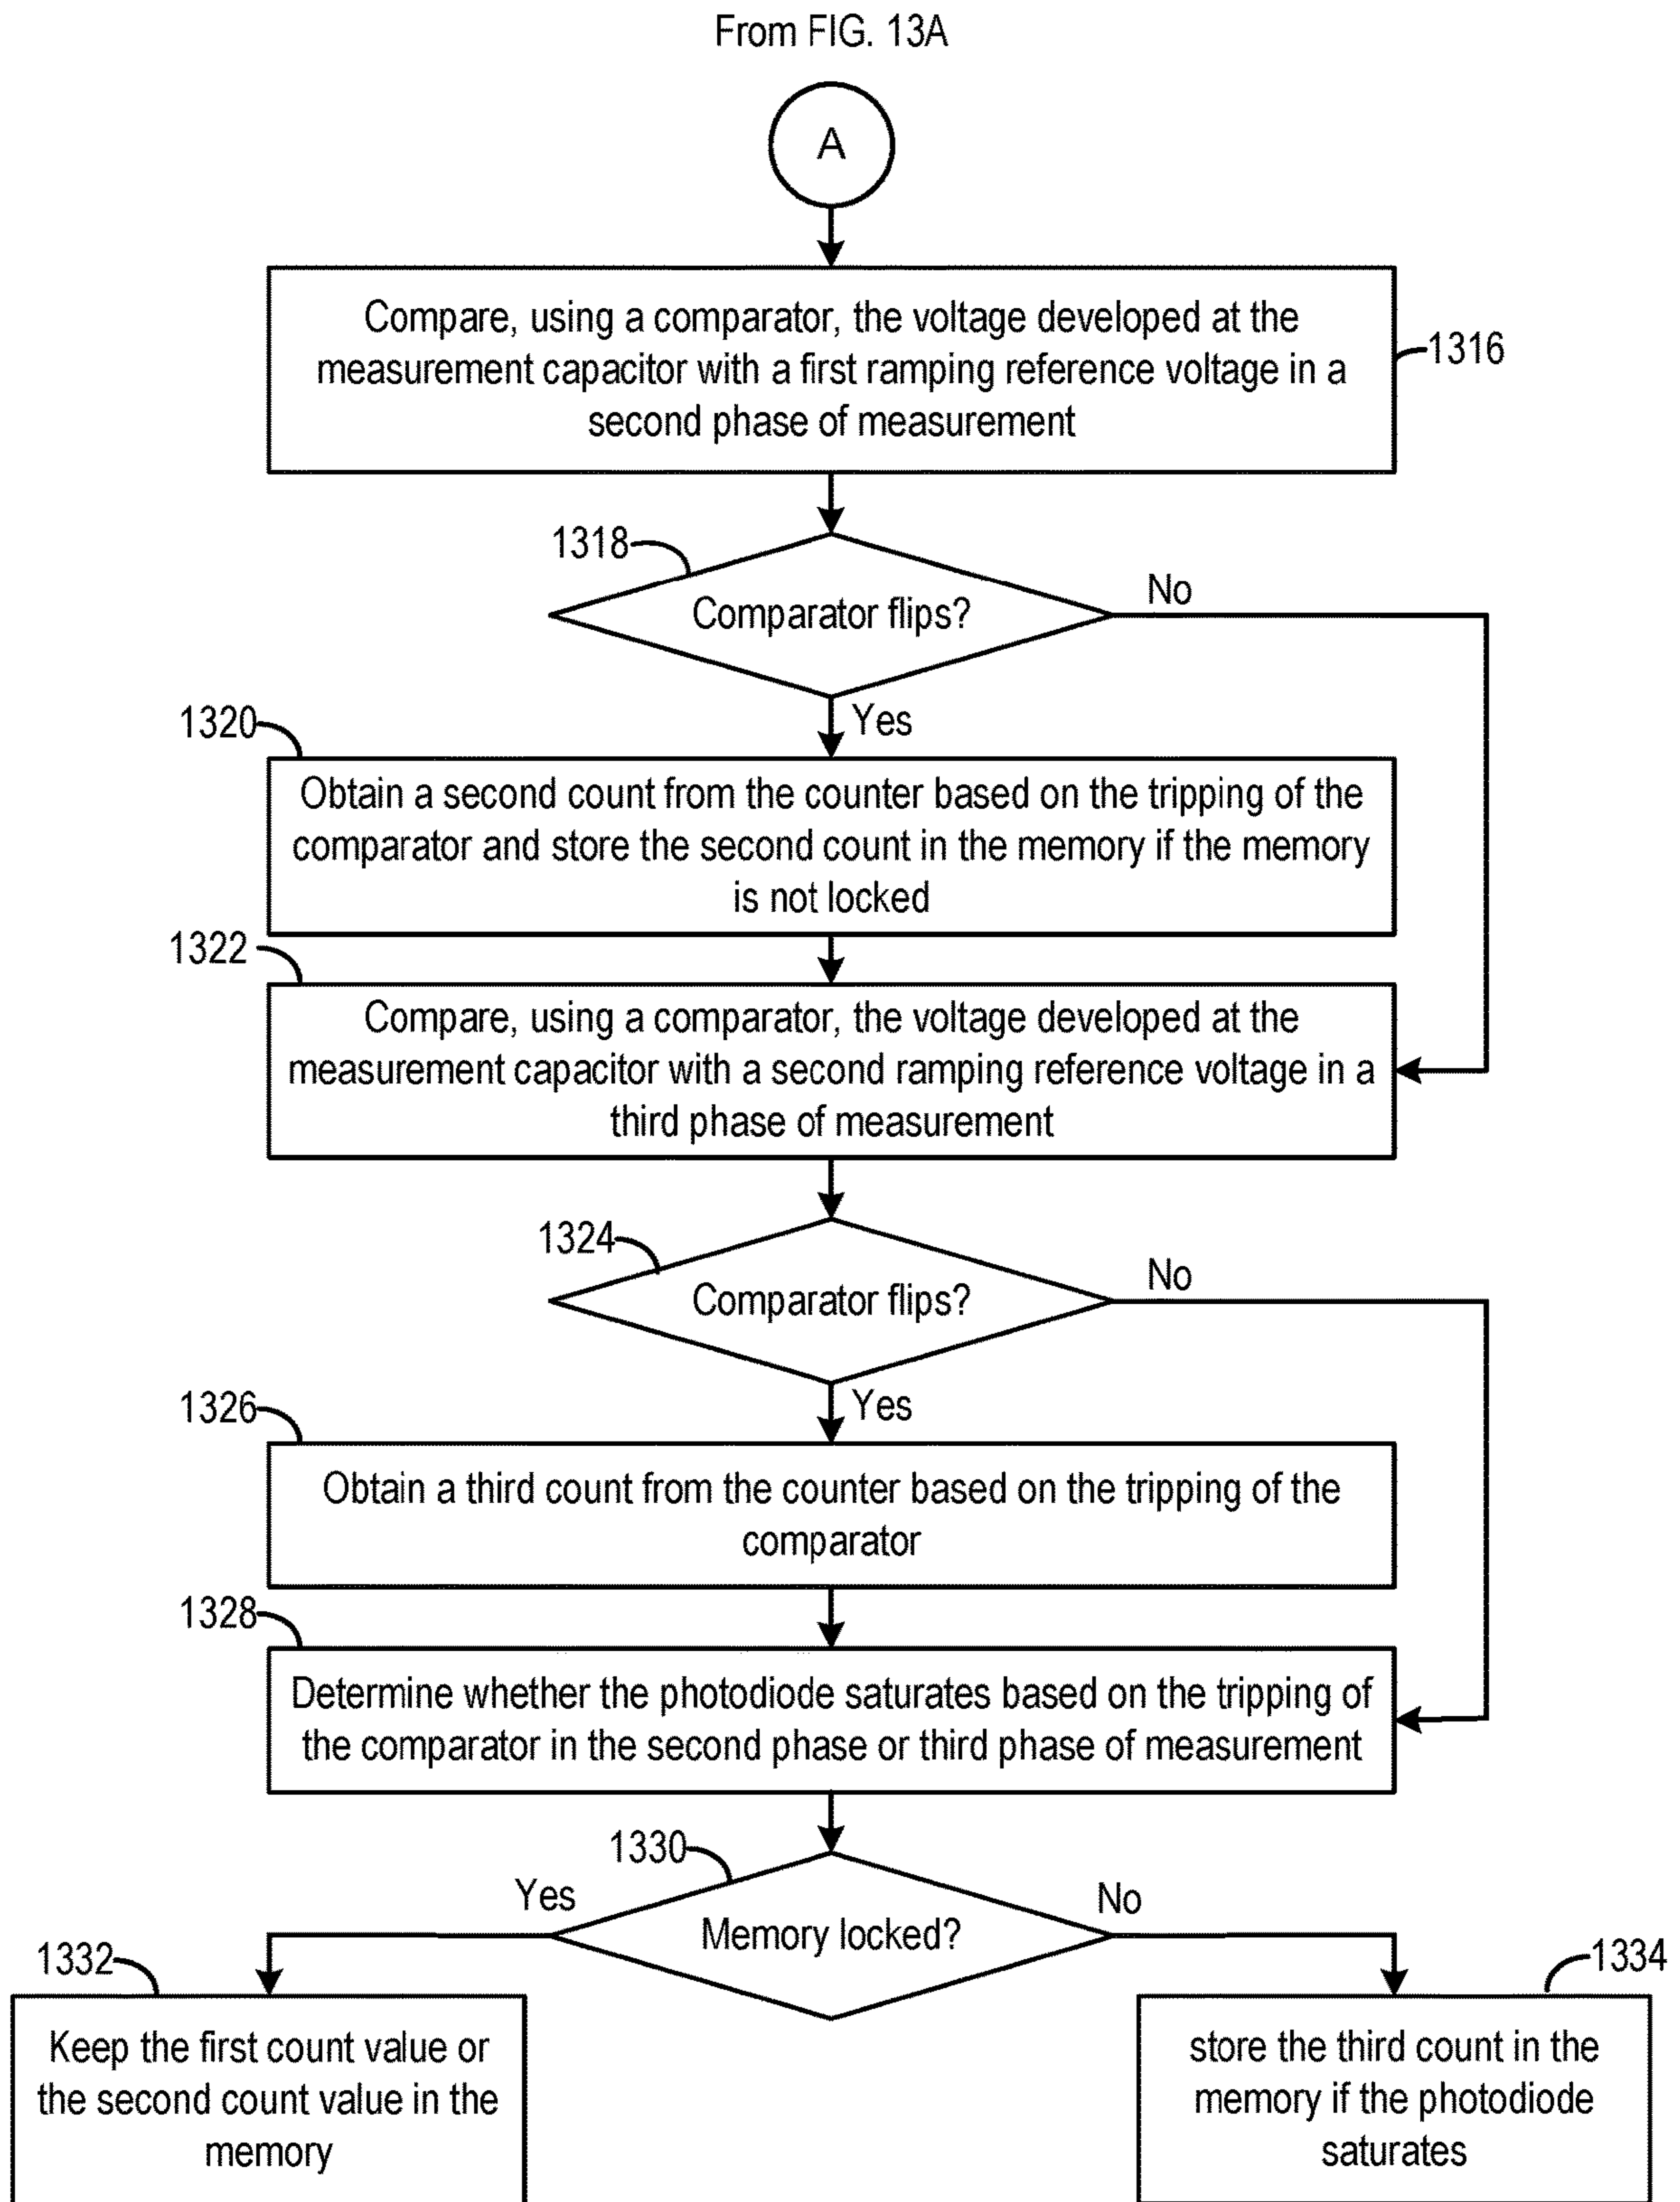 From FIG. 13A
A
Compare, using a comparator, the voltage developed at the
measurement capacitor with a first ramping reference voltage in a
second phase of measurement
1316
1318
Comparator flips?
No
Yes
1320
Obtain a second count from the counter based on the tripping of the
comparator and store the second count in the memory if the memory
is not locked
1322
Compare, using a comparator, the voltage developed at the
measurement capacitor with a second ramping reference voltage in a
third phase of measurement
1324
Comparator flips?
No
Yes
1326
Obtain a third count from the counter based on the tripping of the
comparator
1328
Determine whether the photodiode saturates based on the tripping of
the comparator in the second phase or third phase of measurement
1330
Yes
Memory locked?
No
1332
Keep the first count value or
the second count value in the
memory
1334
store the third count in the
memory if the photodiode
saturates